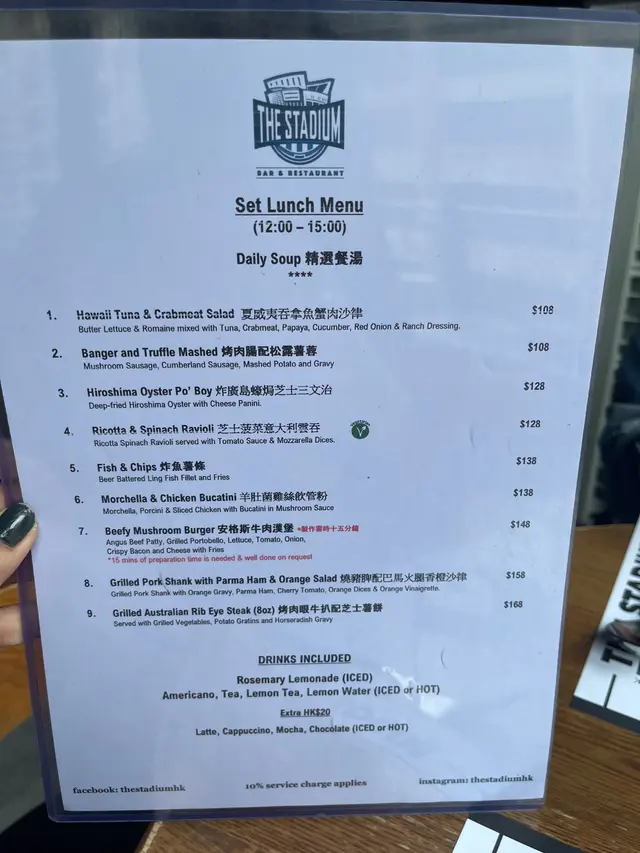 THE STADIUM
BAR & RESTAURANT
Set Lunch Menu
(12:00 – 15:00)
Daily Soup 精選餐湯
****
1. Hawaii Tuna & Crabmeat Salad 夏威夷吞拿魚蟹肉沙律 $108
Butter Lettuce & Romaine mixed with Tuna, Crabmeat, Papaya, Cucumber, Red Onion & Ranch Dressing.
2. Banger and Truffle Mashed 烤肉腸配松露薯蓉 $108
Mushroom Sausage, Cumberland Sausage, Mashed Potato and Gravy
3. Hiroshima Oyster Po' Boy 炸廣島蠔焗芝士三文治 $128
Deep-fried Hiroshima Oyster with Cheese Panini.
4. Ricotta & Spinach Ravioli 芝士菠菜意大利雲吞 $128
Ricotta Spinach Ravioli served with Tomato Sauce & Mozzarella Dices.
5. Fish & Chips 炸魚薯條 $138
Beer Battered Ling Fish Fillet and Fries
6. Morchella & Chicken Bucatini 羊肚菌雞絲飲管粉 $138
Morchella, Porcini & Sliced Chicken with Bucatini in Mushroom Sauce
7. Beefy Mushroom Burger 安格斯牛肉漢堡 *製作需時十五分鐘 $148
Angus Beef Patty, Grilled Portobello, Lettuce, Tomato, Onion,
Crispy Bacon and Cheese with Fries
*15 mins of preparation time is needed & well done on request
8. Grilled Pork Shank with Parma Ham & Orange Salad 燒豬脾配巴馬火腿香橙沙律 $158
Grilled Pork Shank with Orange Gravy, Parma Ham, Cherry Tomato, Orange Dices & Orange Vinaigrette.
9. Grilled Australian Rib Eye Steak (8oz) 烤肉眼牛扒配芝士薯餅 $168
Served with Grilled Vegetables, Potato Gratins and Horseradish Gravy
DRINKS INCLUDED
Rosemary Lemonade (ICED)
Americano, Tea, Lemon Tea, Lemon Water (ICED or HOT)
Extra HK$20
Latte, Cappuccino, Mocha, Chocolate (ICED or HOT)
facebook: thestadiumhk 10% service charge applies instagram: thestadiumhk